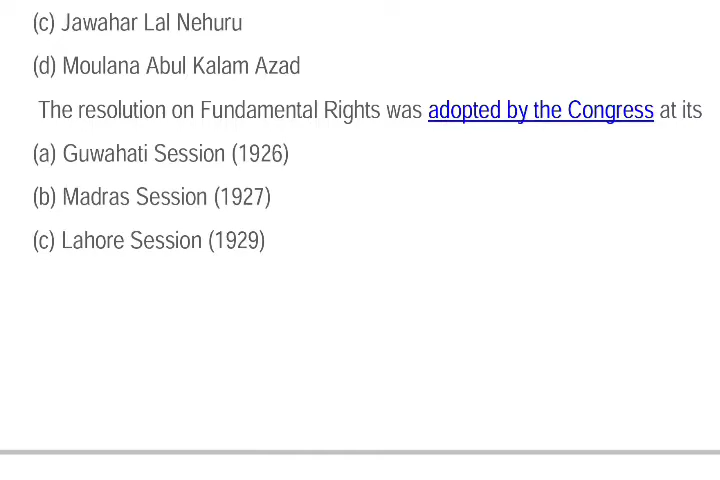 (c) Jawahar Lal Nehuru
(d) Moulana Abul Kalam Azad
The resolution on Fundamental Rights was adopted by the Congress at its
(a) Guwahati Session (1926)
(b) Madras Session (1927)
(c) Lahore Session (1929)